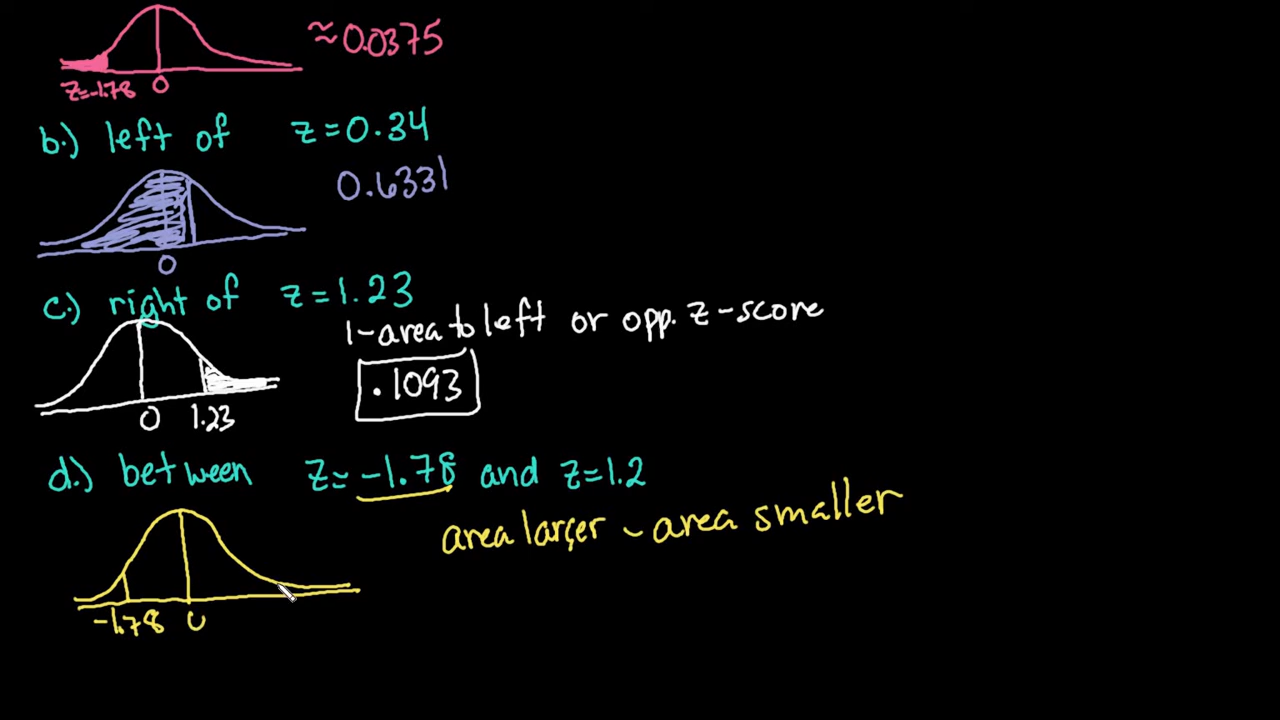 ≈0.0375
z=-1.78 0
b.) left of z=0.34
0.6331
0
c.) right of z=1.23
1-area to left or opp. z-score
.1093
0 1.23
d.) between z=-1.78 and z=1.2
area larger - area smaller
-1.78 0